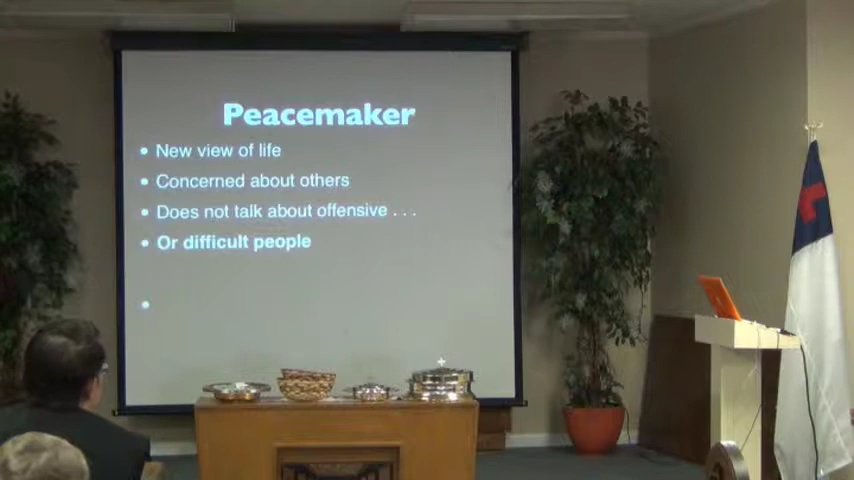 Peacemaker
• New view of life
• Concerned about others
• Does not talk about offensive . . .
• Or difficult people
•